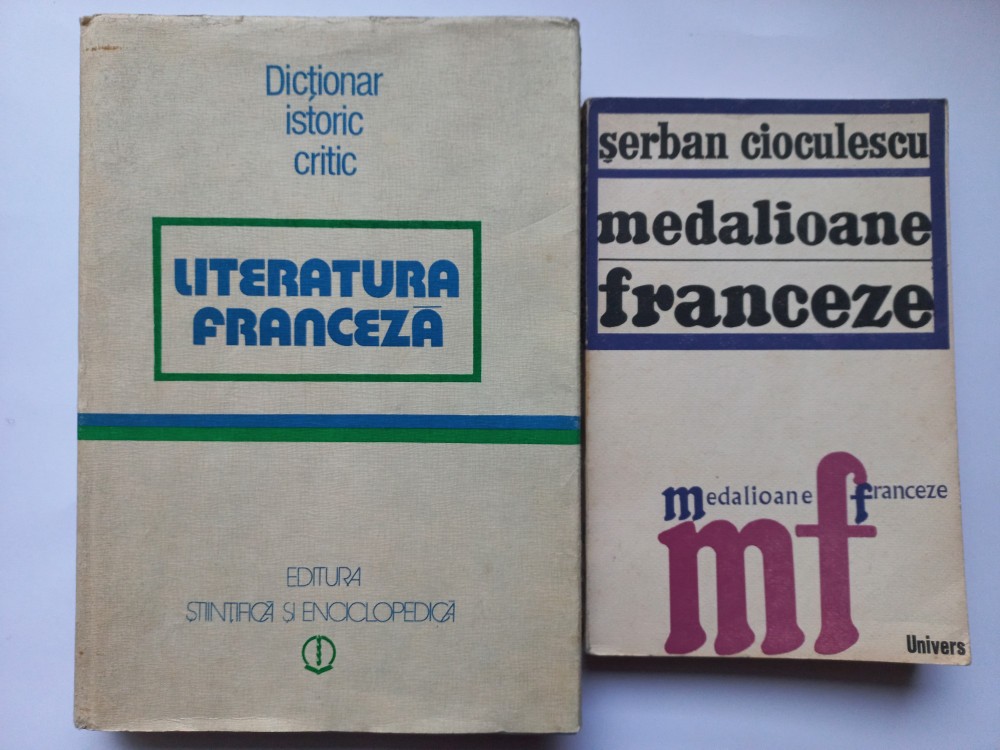 Dicționar
istoric
critic
LITERATURA
FRANCEZĂ
EDITURA
ȘTIINȚIFICĂ ȘI ENCICLOPEDICĂ
șerban cioculescu
medalioane
franceze
medalioane franceze
mf
Univers